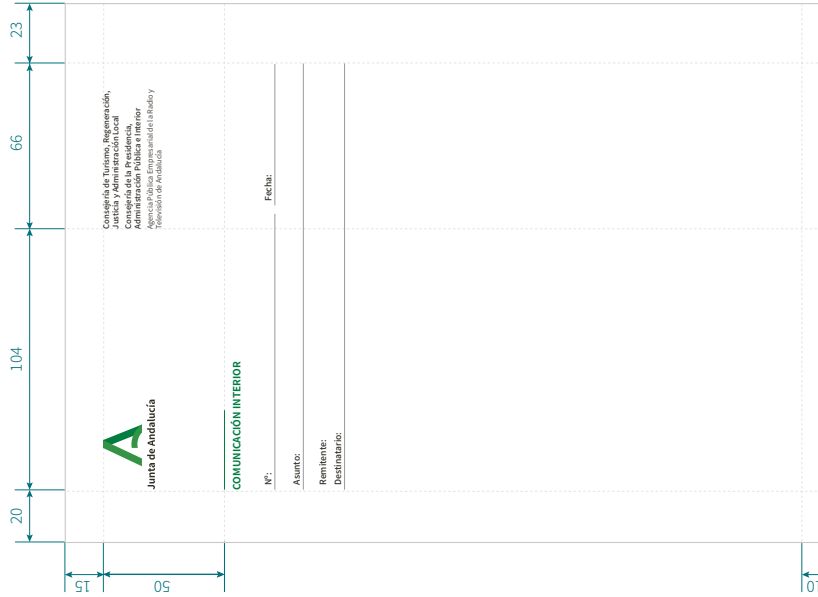 23
66
104
20
15
50
10
Junta de Andalucía
Consejería de Turismo, Regeneración,
Justicia y Administración Local
Consejería de la Presidencia,
Administración Pública e Interior
Agencia Pública Empresarial de la Radio y
Televisión de Andalucía
COMUNICACIÓN INTERIOR
Nº:
Fecha:
Asunto:
Remitente:
Destinatario: